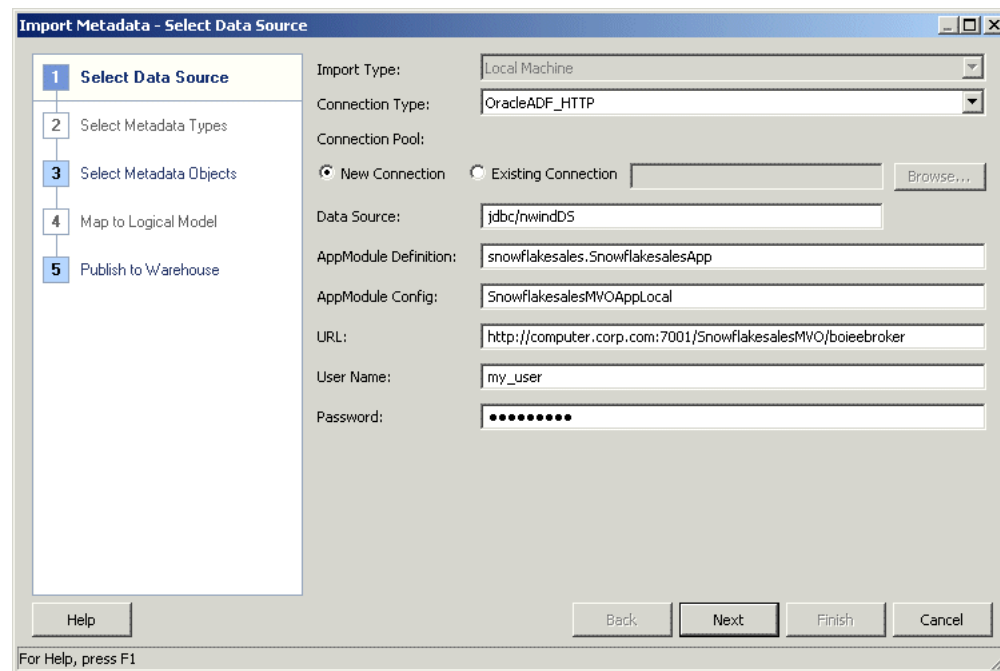 Import Metadata - Select Data Source
1 Select Data Source
2 Select Metadata Types
3 Select Metadata Objects
4 Map to Logical Model
5 Publish to Warehouse
Import Type: Local Machine
Connection Type: OracleADF_HTTP
Connection Pool:
New Connection Existing Connection Browse...
Data Source: jdbc/nwindDS
AppModule Definition: snowflakesales.SnowflakesalesApp
AppModule Config: SnowflakesalesMVOAppLocal
URL: http://computer.corp.com:7001/SnowflakesalesMVO/boieebroker
User Name: my_user
Password: ●●●●●●●●●
Help Back Next Finish Cancel
For Help, press F1